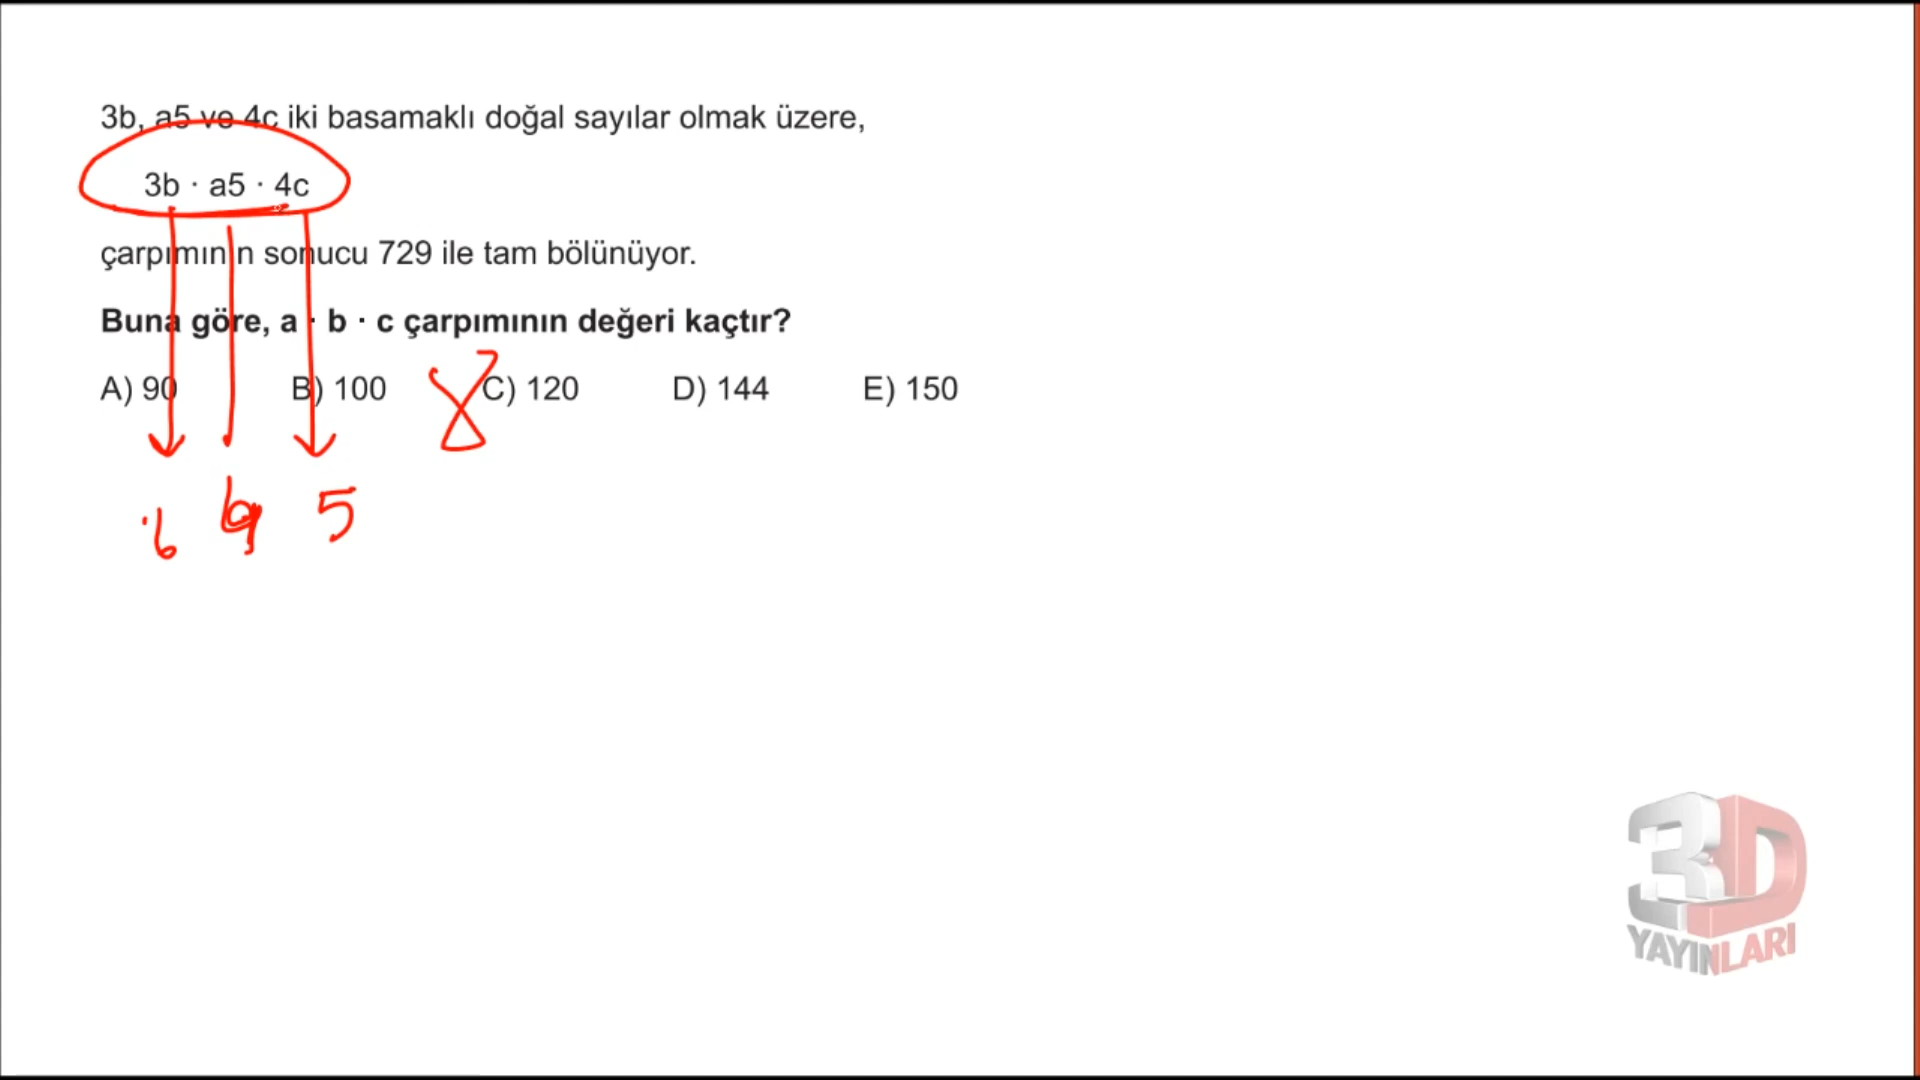 3b, a5 ve 4c iki basamaklı doğal sayılar olmak üzere,
3b · a5 · 4c
çarpımının sonucu 729 ile tam bölünüyor.
Buna göre, a · b · c çarpımının değeri kaçtır?
A) 90 B) 100 C) 120 D) 144 E) 150
6 5
3D
YAYINLARI